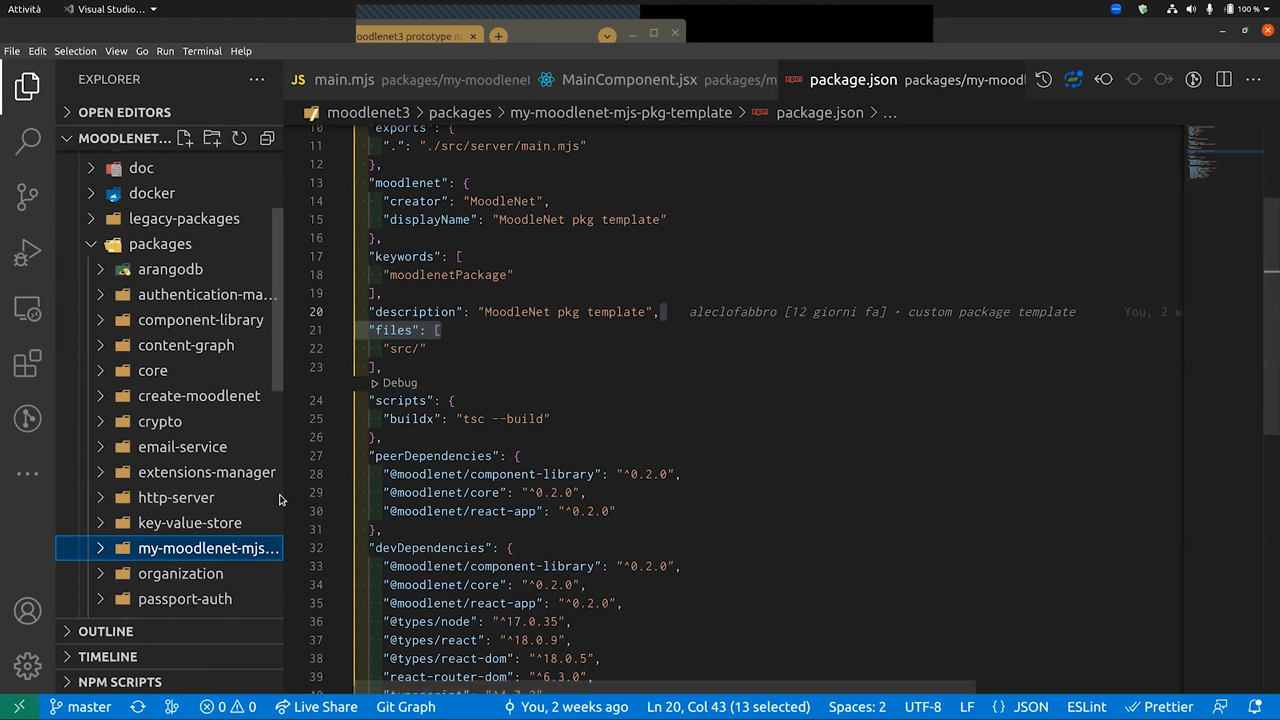 Attività
Visual Studio...
100 %
oodlenet3 prototype n
File Edit Selection View Go Run Terminal Help
EXPLORER
JS main.mjs packages/my-moodlenet
MainComponent.jsx packages/m
package.json packages/my-mood
OPEN EDITORS
MOODLENET...
moodlenet3 > packages > my-moodlenet-mjs-pkg-template > package.json > ...
doc
docker
legacy-packages
packages
arangodb
authentication-ma...
component-library
content-graph
core
create-moodlenet
crypto
email-service
extensions-manager
http-server
key-value-store
my-moodlenet-mjs...
organization
passport-auth
OUTLINE
TIMELINE
NPM SCRIPTS
10 "exports": {
11 ".": "./src/server/main.mjs"
12 },
13 "moodlenet": {
14 "creator": "MoodleNet",
15 "displayName": "MoodleNet pkg template"
16 },
17 "keywords": [
18 "moodlenetPackage"
19 ],
20 "description": "MoodleNet pkg template", aleclofabbro [12 giorni fa] • custom package template You, 2 w
21 "files": [
22 "src/"
23 ],
Debug
24 "scripts": {
25 "buildx": "tsc --build"
26 },
27 "peerDependencies": {
28 "@moodlenet/component-library": "^0.2.0",
29 "@moodlenet/core": "^0.2.0",
30 "@moodlenet/react-app": "^0.2.0"
31 },
32 "devDependencies": {
33 "@moodlenet/component-library": "^0.2.0",
34 "@moodlenet/core": "^0.2.0",
35 "@moodlenet/react-app": "^0.2.0",
36 "@types/node": "^17.0.35",
37 "@types/react": "^18.0.9",
38 "@types/react-dom": "^18.0.5",
39 "react-router-dom": "^6.3.0",
master 0 0 Live Share Git Graph You, 2 weeks ago Ln 20, Col 43 (13 selected) Spaces: 2 UTF-8 LF {} JSON ESLint Prettier